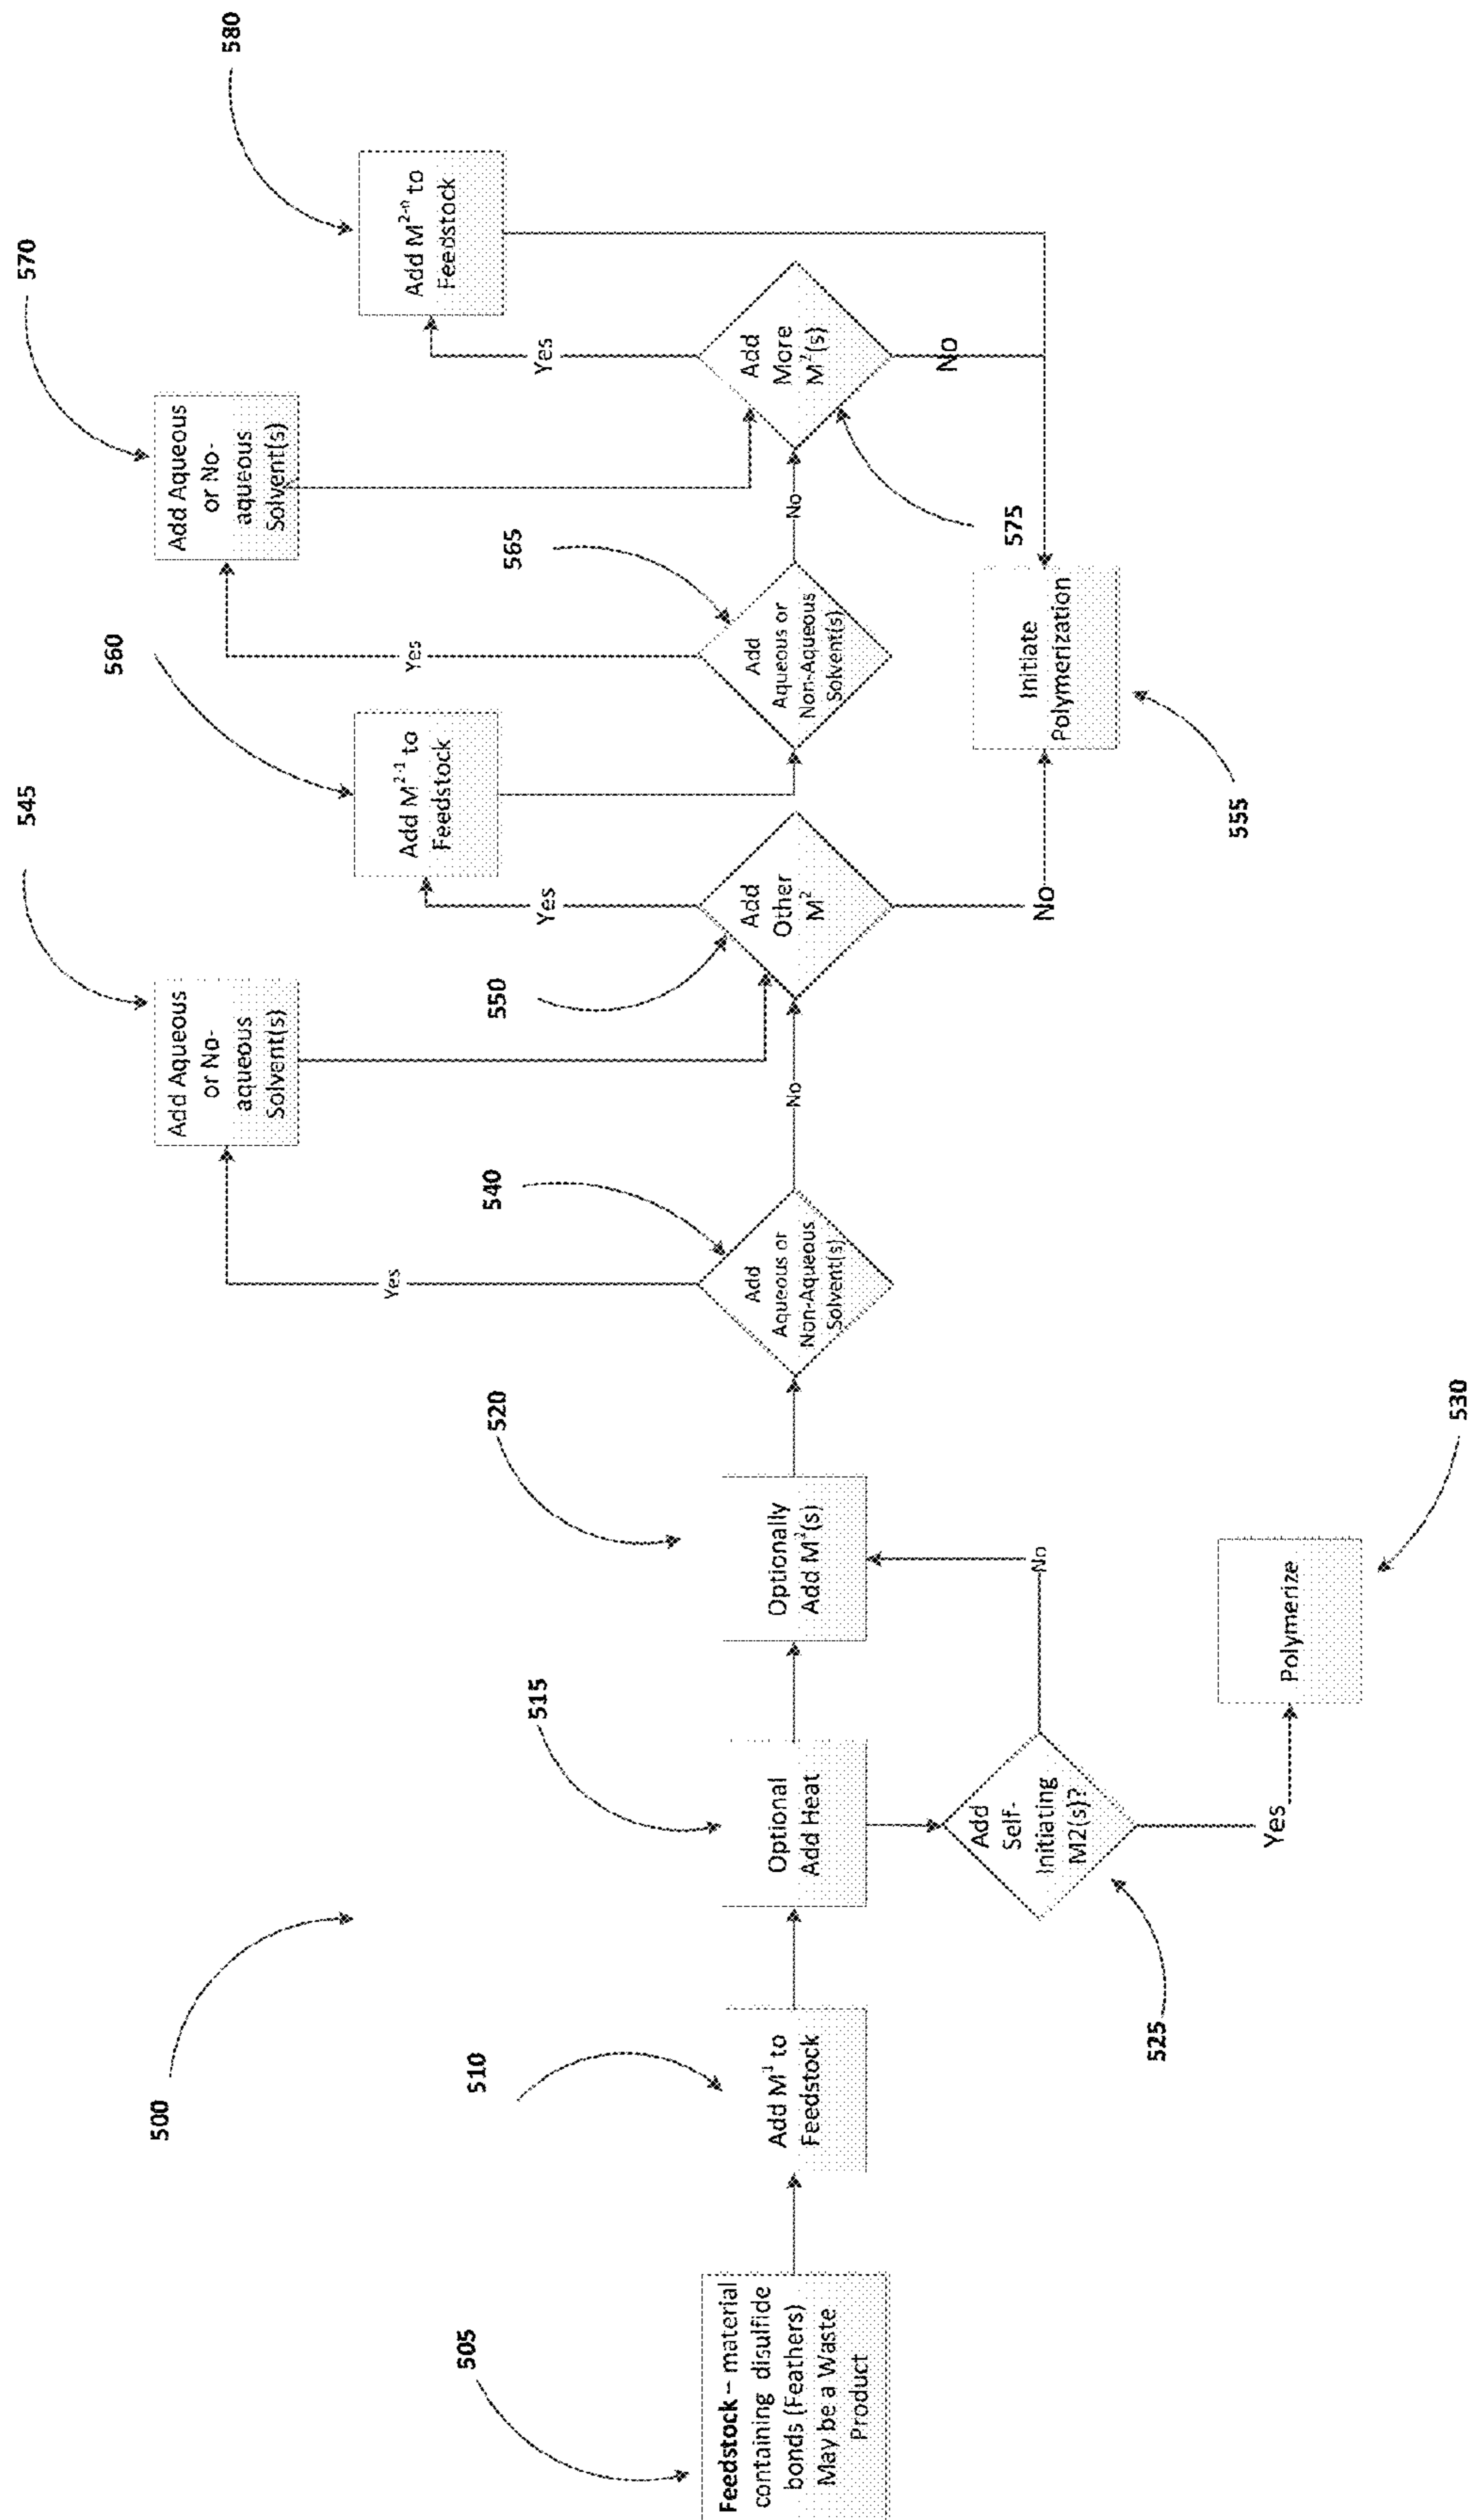 500
505
Feedstock – material
containing disulfide
bonds (Feathers)
May be a Waste
Product
510
Add M¹ to
Feedstock
515
Optional
Add Heat
520
Optionally
Add M¹(s)
525
Add
Self-
Initiating
M2(s)?
No
Yes
530
Polymerize
540
Add
Aqueous or
Non-Aqueous
Solvent(s)
Yes
No
545
Add Aqueous
or No-
aqueous
Solvent(s)
550
Add
Other
M²
Yes
No
555
Initiate
Polymerization
560
Add M²⁻¹ to
Feedstock
565
Add
Aqueous or
Non-Aqueous
Solvent(s)
Yes
No
570
Add Aqueous
or No-
aqueous
Solvent(s)
575
Add
More
M²(s)
Yes
No
580
Add M²⁻ⁿ to
Feedstock